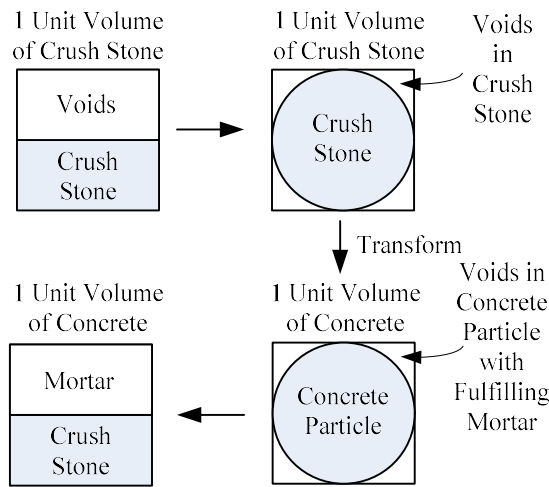 1 Unit Volume
of Crush Stone
Voids
Crush
Stone
1 Unit Volume
of Crush Stone
Crush
Stone
Voids
in
Crush
Stone
Transform
1 Unit Volume
of Concrete
Mortar
Crush
Stone
1 Unit Volume
of Concrete
Concrete
Particle
Voids in
Concrete
Particle
with
Fulfilling
Mortar